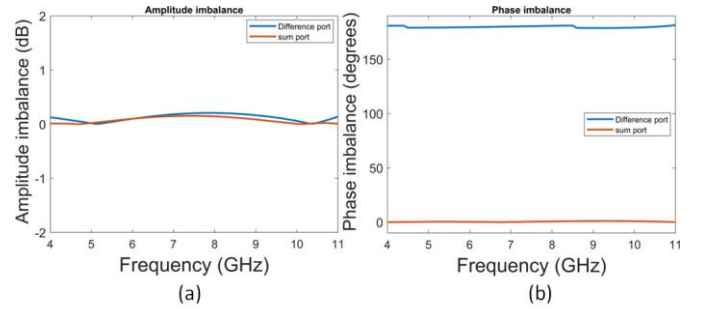 Amplitude imbalance
Difference port
sum port
Amplitude imbalance (dB)
2
1
0
-1
-2
4 5 6 7 8 9 10 11
Frequency (GHz)
(a)
Phase imbalance
Difference port
sum port
Phase imbalance (degrees)
150
100
50
0
4 5 6 7 8 9 10 11
Frequency (GHz)
(b)